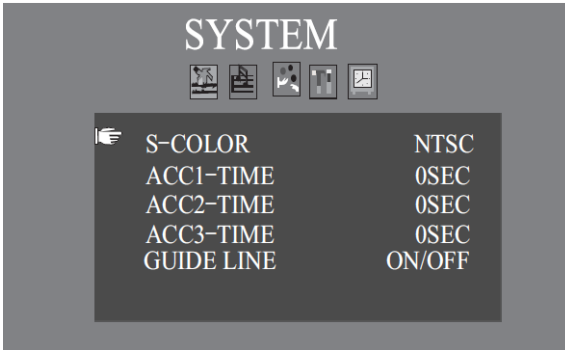 SYSTEM
S-COLOR NTSC
ACC1-TIME 0SEC
ACC2-TIME 0SEC
ACC3-TIME 0SEC
GUIDE LINE ON/OFF